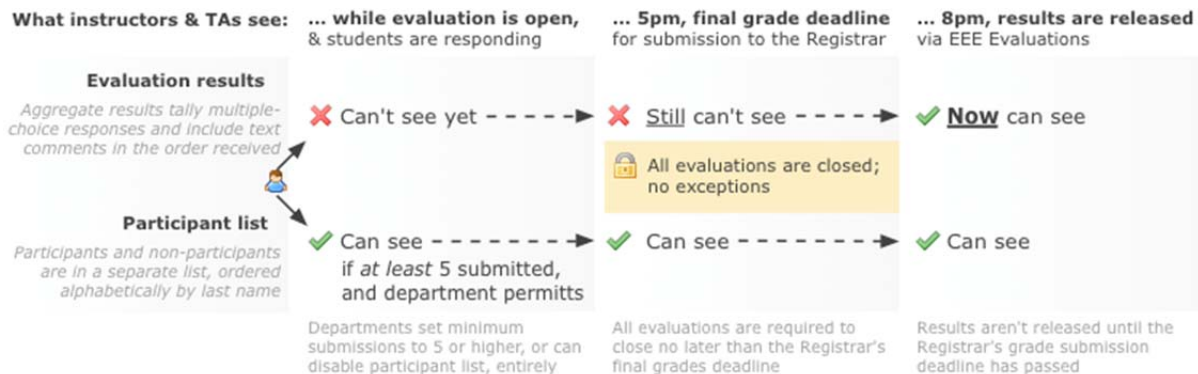 What instructors & TAs see:
... while evaluation is open,
& students are responding
... 5pm, final grade deadline
for submission to the Registrar
... 8pm, results are released
via EEE Evaluations
Evaluation results
Aggregate results tally multiple-
choice responses and include text
comments in the order received
Can't see yet
Still can't see
Now can see
All evaluations are closed;
no exceptions
Participant list
Participants and non-participants
are in a separate list, ordered
alphabetically by last name
Can see
if at least 5 submitted,
and department permitts
Can see
Can see
Departments set minimum
submissions to 5 or higher, or can
disable participant list, entirely
All evaluations are required to
close no later than the Registrar's
final grades deadline
Results aren't released until the
Registrar's grade submission
deadline has passed